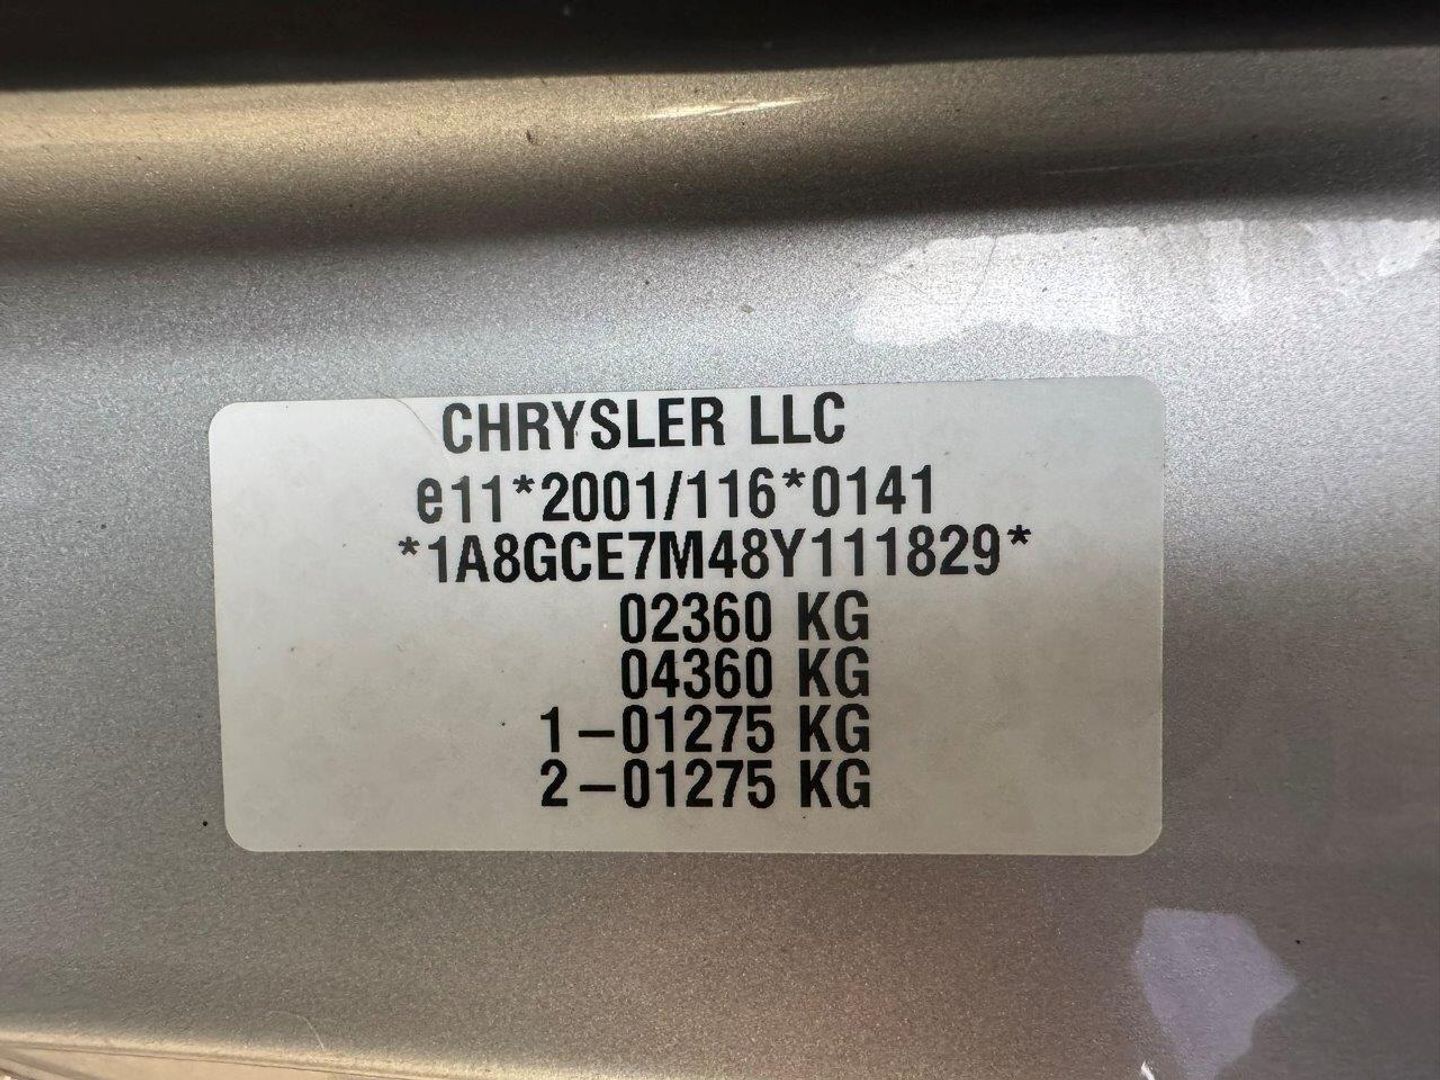 CHRYSLER LLC
e11*2001/116*0141
*1A8GCE7M48Y111829*
02360 KG
04360 KG
1-01275 KG
2-01275 KG